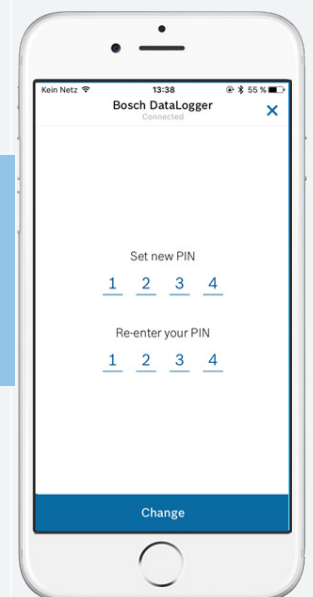 Kein Netz 13:38 55 %
Bosch DataLogger
Connected
Set new PIN
1 2 3 4
Re-enter your PIN
1 2 3 4
Change